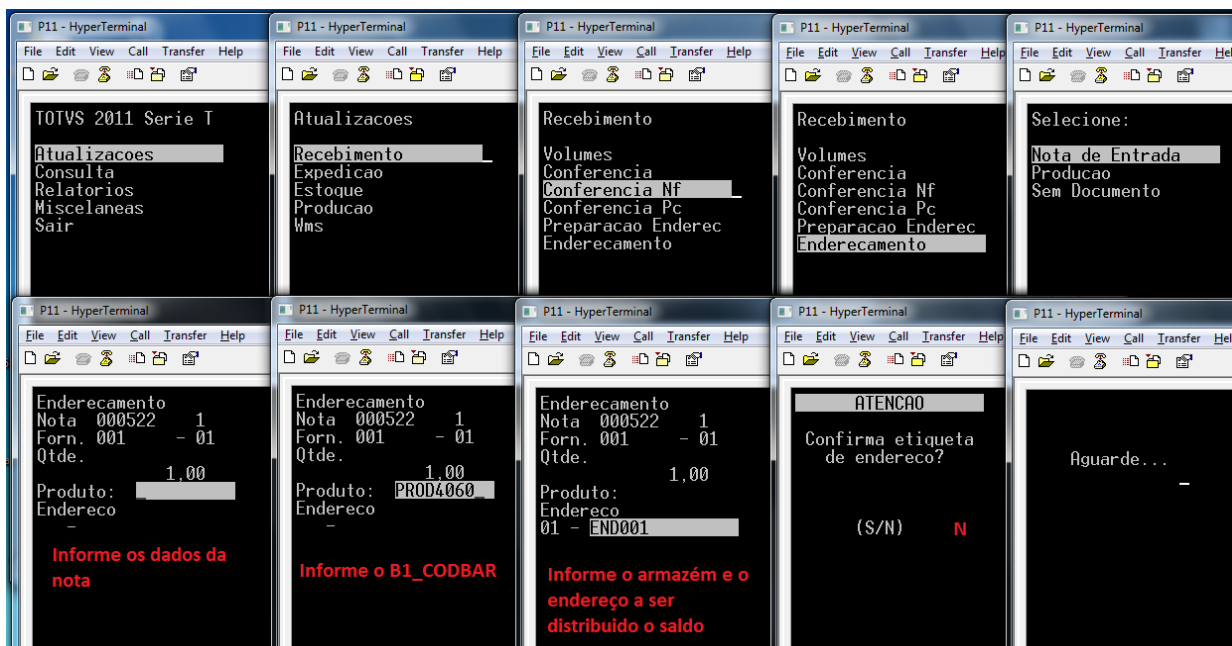 P11 - HyperTerminal
File Edit View Call Transfer Help
TOTVS 2011 Serie T
Atualizacoes
Consulta
Relatorios
Miscelaneas
Sair
P11 - HyperTerminal
File Edit View Call Transfer Help
Atualizacoes
Recebimento
Expedicao
Estoque
Producao
Wms
P11 - HyperTerminal
File Edit View Call Transfer Help
Recebimento
Volumes
Conferencia
Conferencia Nf
Conferencia Pc
Preparacao Enderec
Enderecamento
P11 - HyperTerminal
File Edit View Call Transfer Help
Recebimento
Volumes
Conferencia
Conferencia Nf
Conferencia Pc
Preparacao Enderec
Enderecamento
P11 - HyperTerminal
File Edit View Call Transfer Hel
Selecione:
Nota de Entrada
Producao
Sem Documento
P11 - HyperTerminal
File Edit View Call Transfer Help
Enderecamento
Nota 000522 1
Forn. 001 - 01
Qtde.
1,00
Produto: _
Endereco
-
Informe os dados da
nota
P11 - HyperTerminal
File Edit View Call Transfer Help
Enderecamento
Nota 000522 1
Forn. 001 - 01
Qtde.
1,00
Produto: PROD4060_
Endereco
-
Informe o B1_CODBAR
P11 - HyperTerminal
File Edit View Call Transfer Help
Enderecamento
Nota 000522 1
Forn. 001 - 01
Qtde.
1,00
Produto:
Endereco
01 - END001
Informe o armazém e o
endereço a ser
distribuido o saldo
P11 - HyperTerminal
File Edit View Call Transfer Help
ATENCAO
Confirma etiqueta
de endereco?
(S/N) N
P11 - HyperTerminal
File Edit View Call Transfer Hel
Aguarde...